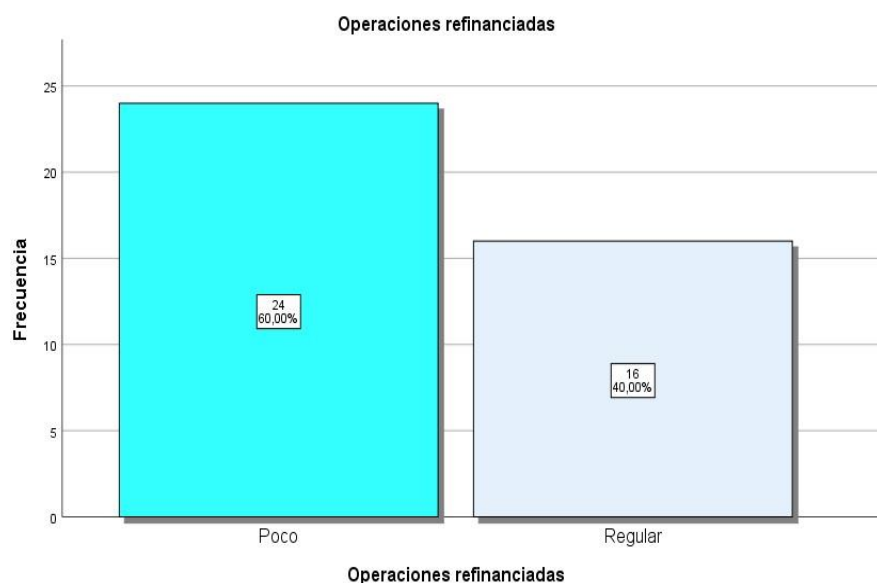 Operaciones refinanciadas
Frecuencia
25
20
15
10
5
0
24
60,00%
16
40,00%
Poco
Regular
Operaciones refinanciadas